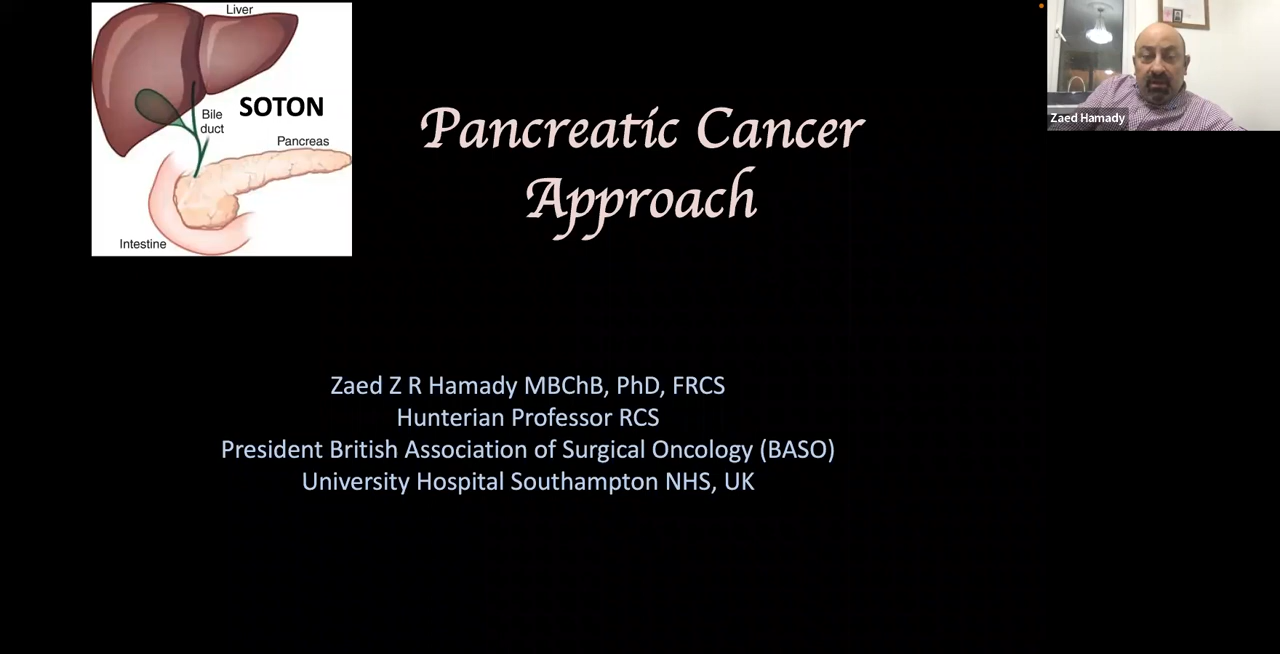 Liver
SOTON
Bile
duct
Pancreas
Intestine
Pancreatic Cancer
Approach
Zaed Hamady
Zaed Z R Hamady MBChB, PhD, FRCS
Hunterian Professor RCS
President British Association of Surgical Oncology (BASO)
University Hospital Southampton NHS, UK